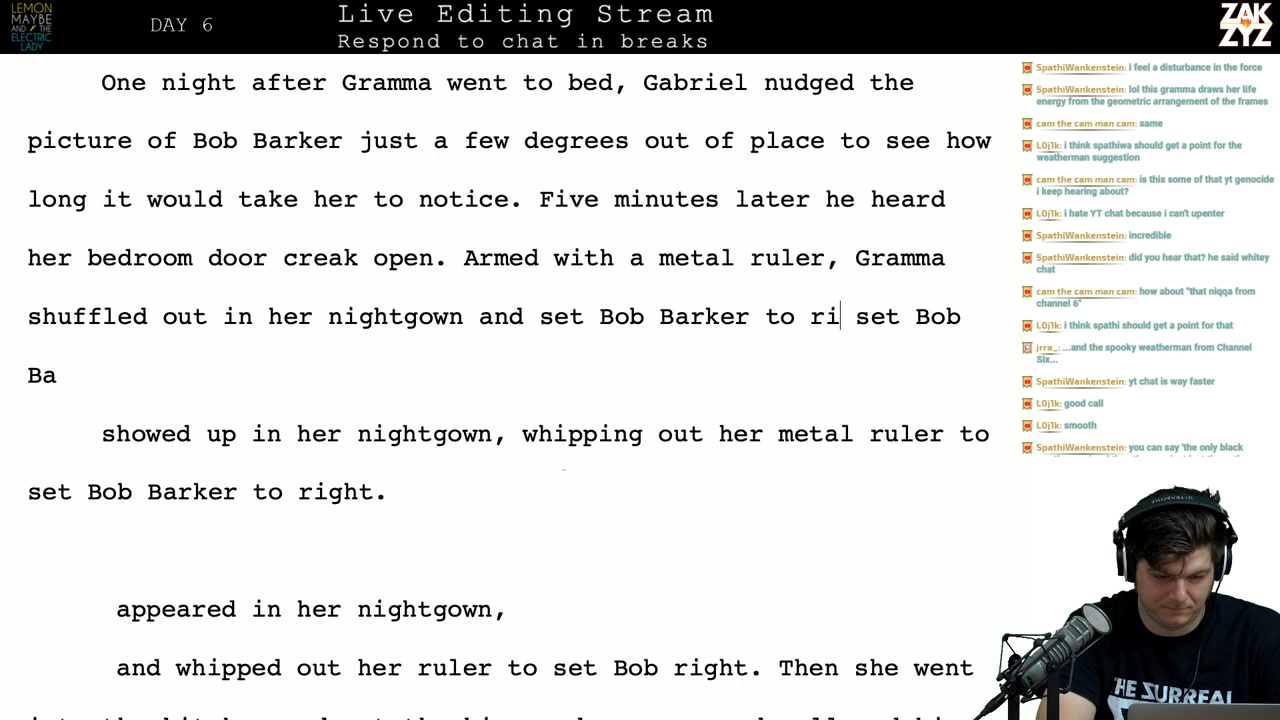 LEMON
MAYBE
AND THE
ELECTRIC
LADY
DAY 6
Live Editing Stream
Respond to chat in breaks
ZAK
ZYZ
One night after Gramma went to bed, Gabriel nudged the
picture of Bob Barker just a few degrees out of place to see how
long it would take her to notice. Five minutes later he heard
her bedroom door creak open. Armed with a metal ruler, Gramma
shuffled out in her nightgown and set Bob Barker to ri set Bob
Ba
showed up in her nightgown, whipping out her metal ruler to
set Bob Barker to right.
appeared in her nightgown,
and whipped out her ruler to set Bob right. Then she went
SpathiWankenstein: i feel a disturbance in the force
SpathiWankenstein: lol this gramma draws her life
energy from the geometric arrangement of the frames
cam the cam man cam: same
L0j1k: i think spathiwa should get a point for the
weatherman suggestion
cam the cam man cam: is this some of that yt genocide
i keep hearing about?
L0j1k: i hate YT chat because i can't upenter
SpathiWankenstein: incredible
SpathiWankenstein: did you hear that? he said whitey
chat
cam the cam man cam: how about "that niqqa from
channel 6"
L0j1k: i think spathi should get a point for that
jrra_: ...and the spooky weatherman from Channel
Six...
SpathiWankenstein: yt chat is way faster
L0j1k: good call
L0j1k: smooth
SpathiWankenstein: you can say 'the only black
ULTRASONE
THE SURREAL